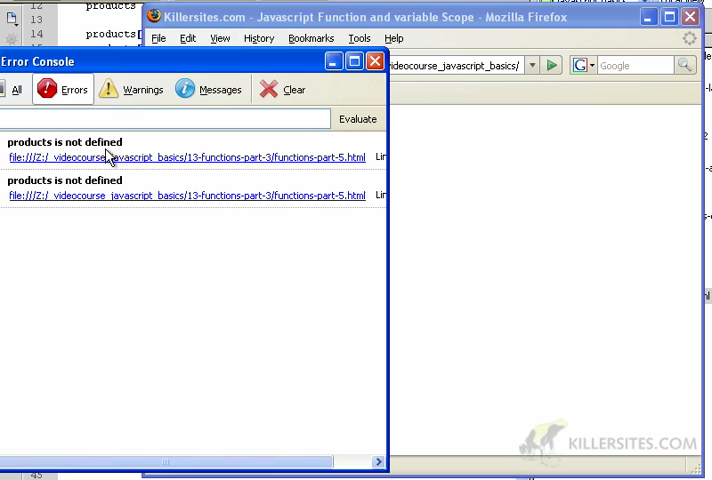 12 products
14 products[
Killersites.com - Javascript Function and variable Scope - Mozilla Firefox
File Edit View History Bookmarks Tools Help
videocourse_javascript_basics/
Google
Error Console
All Errors Warnings Messages Clear
Evaluate
products is not defined
file:///Z:/_videocourse_javascript_basics/13-functions-part-3/functions-part-5.html Lin
products is not defined
file:///Z:/_videocourse_javascript_basics/13-functions-part-3/functions-part-5.html Lin
KILLERSITES.COM
45